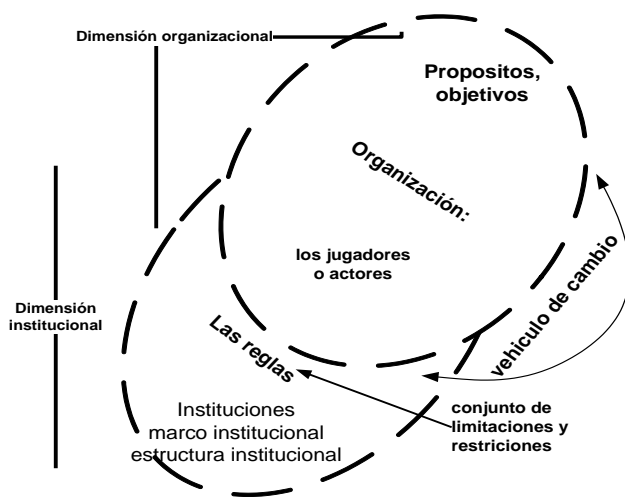 Dimensión organizacional
Propositos,
objetivos
Organización:
los jugadores
o actores
vehiculo de cambio
Dimensión
institucional
Las reglas
Instituciones
marco institucional
estructura institucional
conjunto de
limitaciones y
restriciones